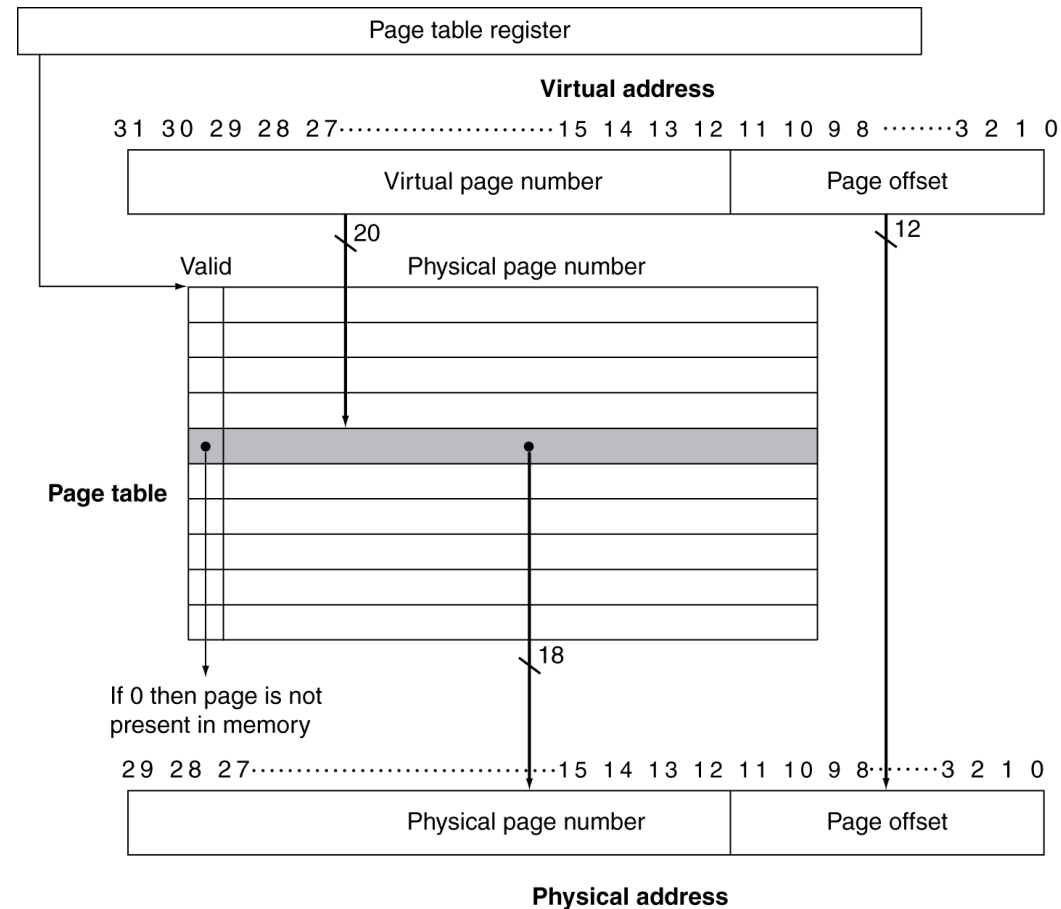 Page table register
Virtual address
31 30 29 28 27·······················15 14 13 12 11 10 9 8 ········3 2 1 0
Virtual page number Page offset
20 12
Valid Physical page number
Page table
18
If 0 then page is not
present in memory
29 28 27·································15 14 13 12 11 10 9 8········3 2 1 0
Physical page number Page offset
Physical address